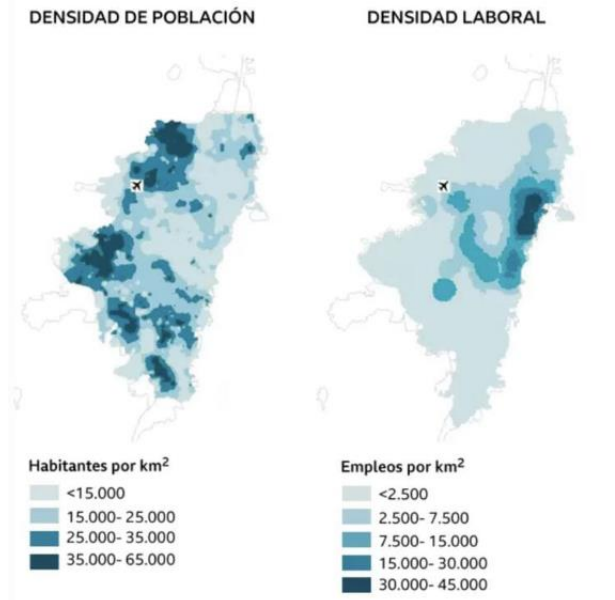 DENSIDAD DE POBLACIÓN
DENSIDAD LABORAL
Habitantes por km²
<15.000
15.000- 25.000
25.000- 35.000
35.000- 65.000
Empleos por km²
<2.500
2.500- 7.500
7.500- 15.000
15.000- 30.000
30.000- 45.000